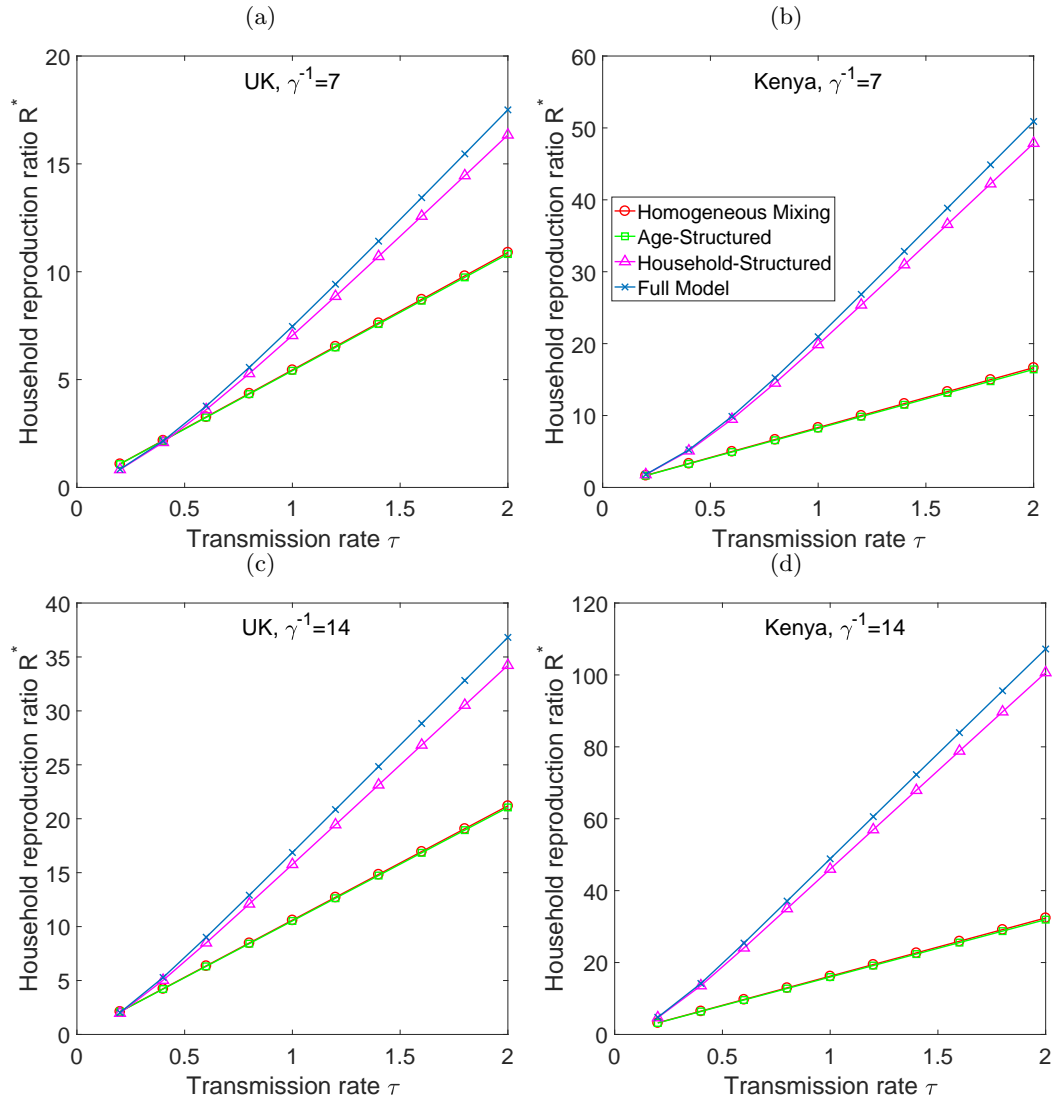 (a)
UK, γ⁻¹=7
Household reproduction ratio R*
20
15
10
5
0
0 0.5 1 1.5 2
Transmission rate τ
(b)
Kenya, γ⁻¹=7
Household reproduction ratio R*
60
50
40
30
20
10
0
Homogeneous Mixing
Age-Structured
Household-Structured
Full Model
0 0.5 1 1.5 2
Transmission rate τ
(c)
UK, γ⁻¹=14
Household reproduction ratio R*
40
35
30
25
20
15
10
5
0
0 0.5 1 1.5 2
Transmission rate τ
(d)
Kenya, γ⁻¹=14
Household reproduction ratio R*
120
100
80
60
40
20
0
0 0.5 1 1.5 2
Transmission rate τ